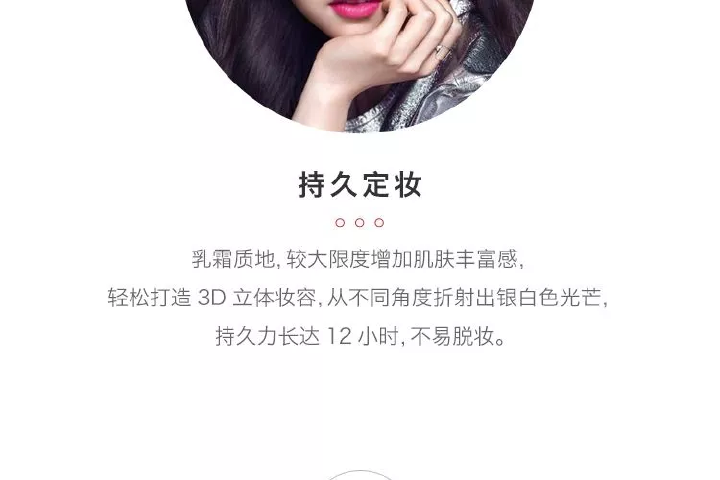 持久定妆
乳霜质地, 较大限度增加肌肤丰富感,
轻松打造 3D 立体妆容, 从不同角度折射出银白色光芒,
持久力长达 12 小时, 不易脱妆。